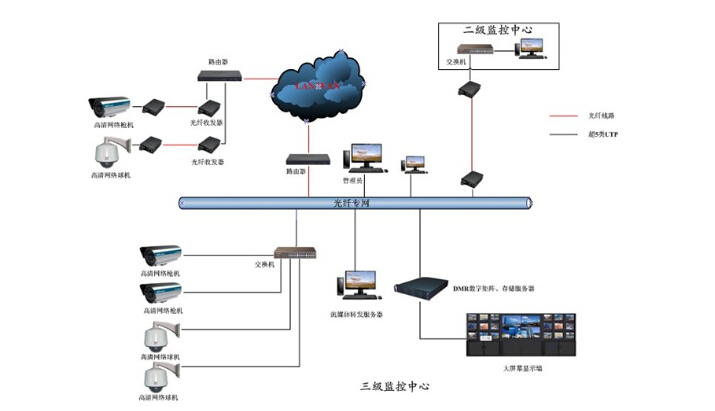 二级监控中心
交换机
路由器
LAN/WAN
高清网络枪机
光纤收发器
高清网络球机
光纤收发器
光纤线路
超5类UTP
路由器
管理员
光纤专网
交换机
高清网络枪机
高清网络枪机
高清网络球机
高清网络球机
流媒体转发服务器
DMR数字矩阵、存储服务器
大屏幕显示墙
三级监控中心